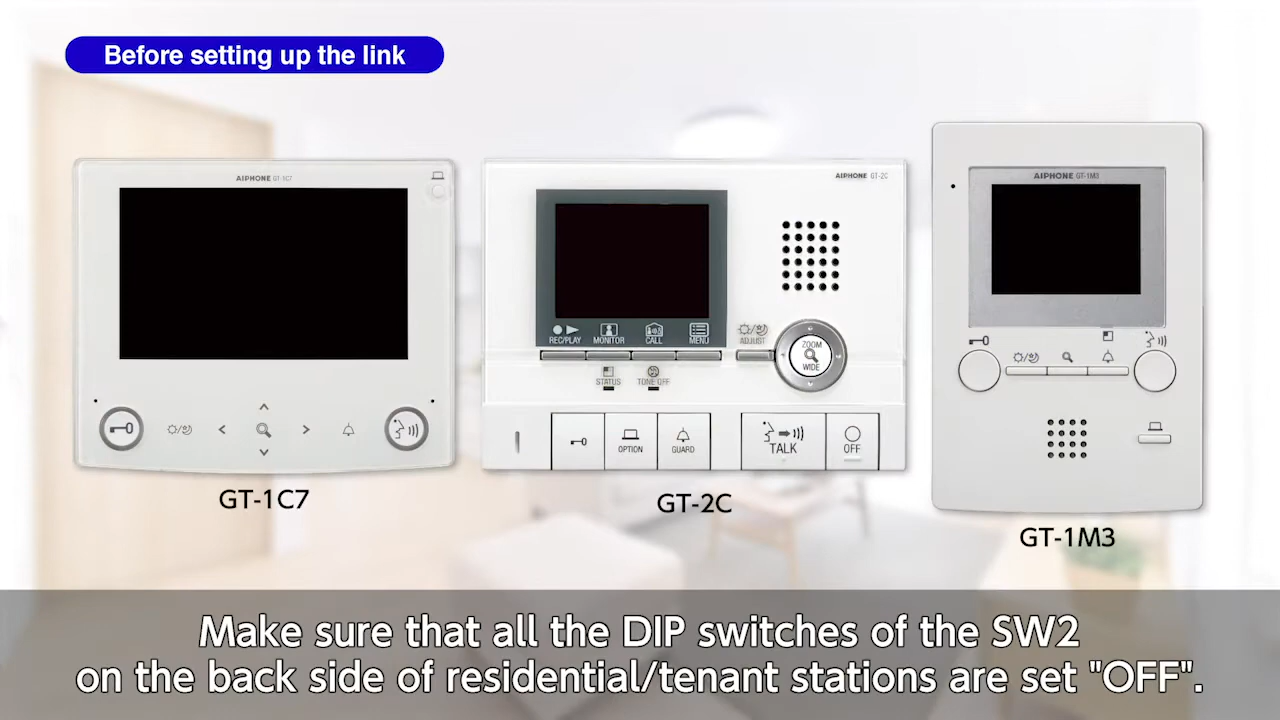 Before setting up the link
AIPHONE GT-1C7
AIPHONE GT-2C
AIPHONE GT-1M3
REC/PLAY MONITOR CALL MENU
ADJUST
ZOOM
WIDE
STATUS TONE OFF
OPTION GUARD TALK OFF
GT-1C7
GT-2C
GT-1M3
Make sure that all the DIP switches of the SW2
on the back side of residential/tenant stations are set "OFF".